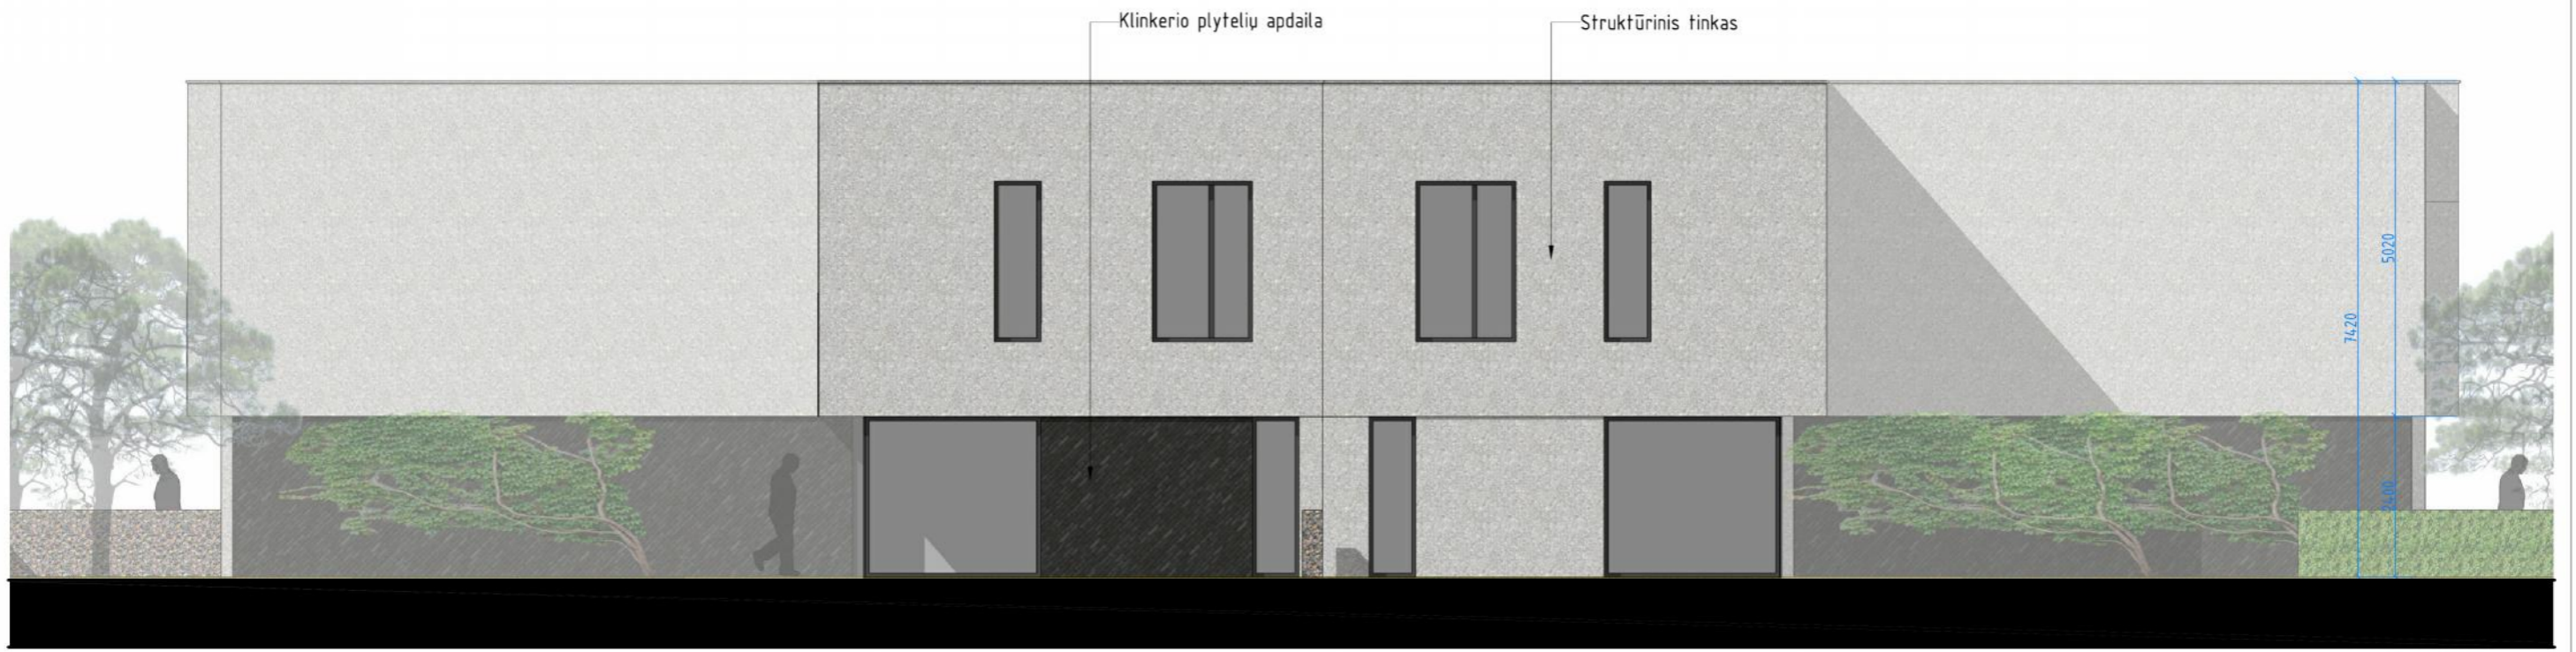 Klinkerio plytelių apdaila
Struktūrinis tinkas
5020
7420
2400